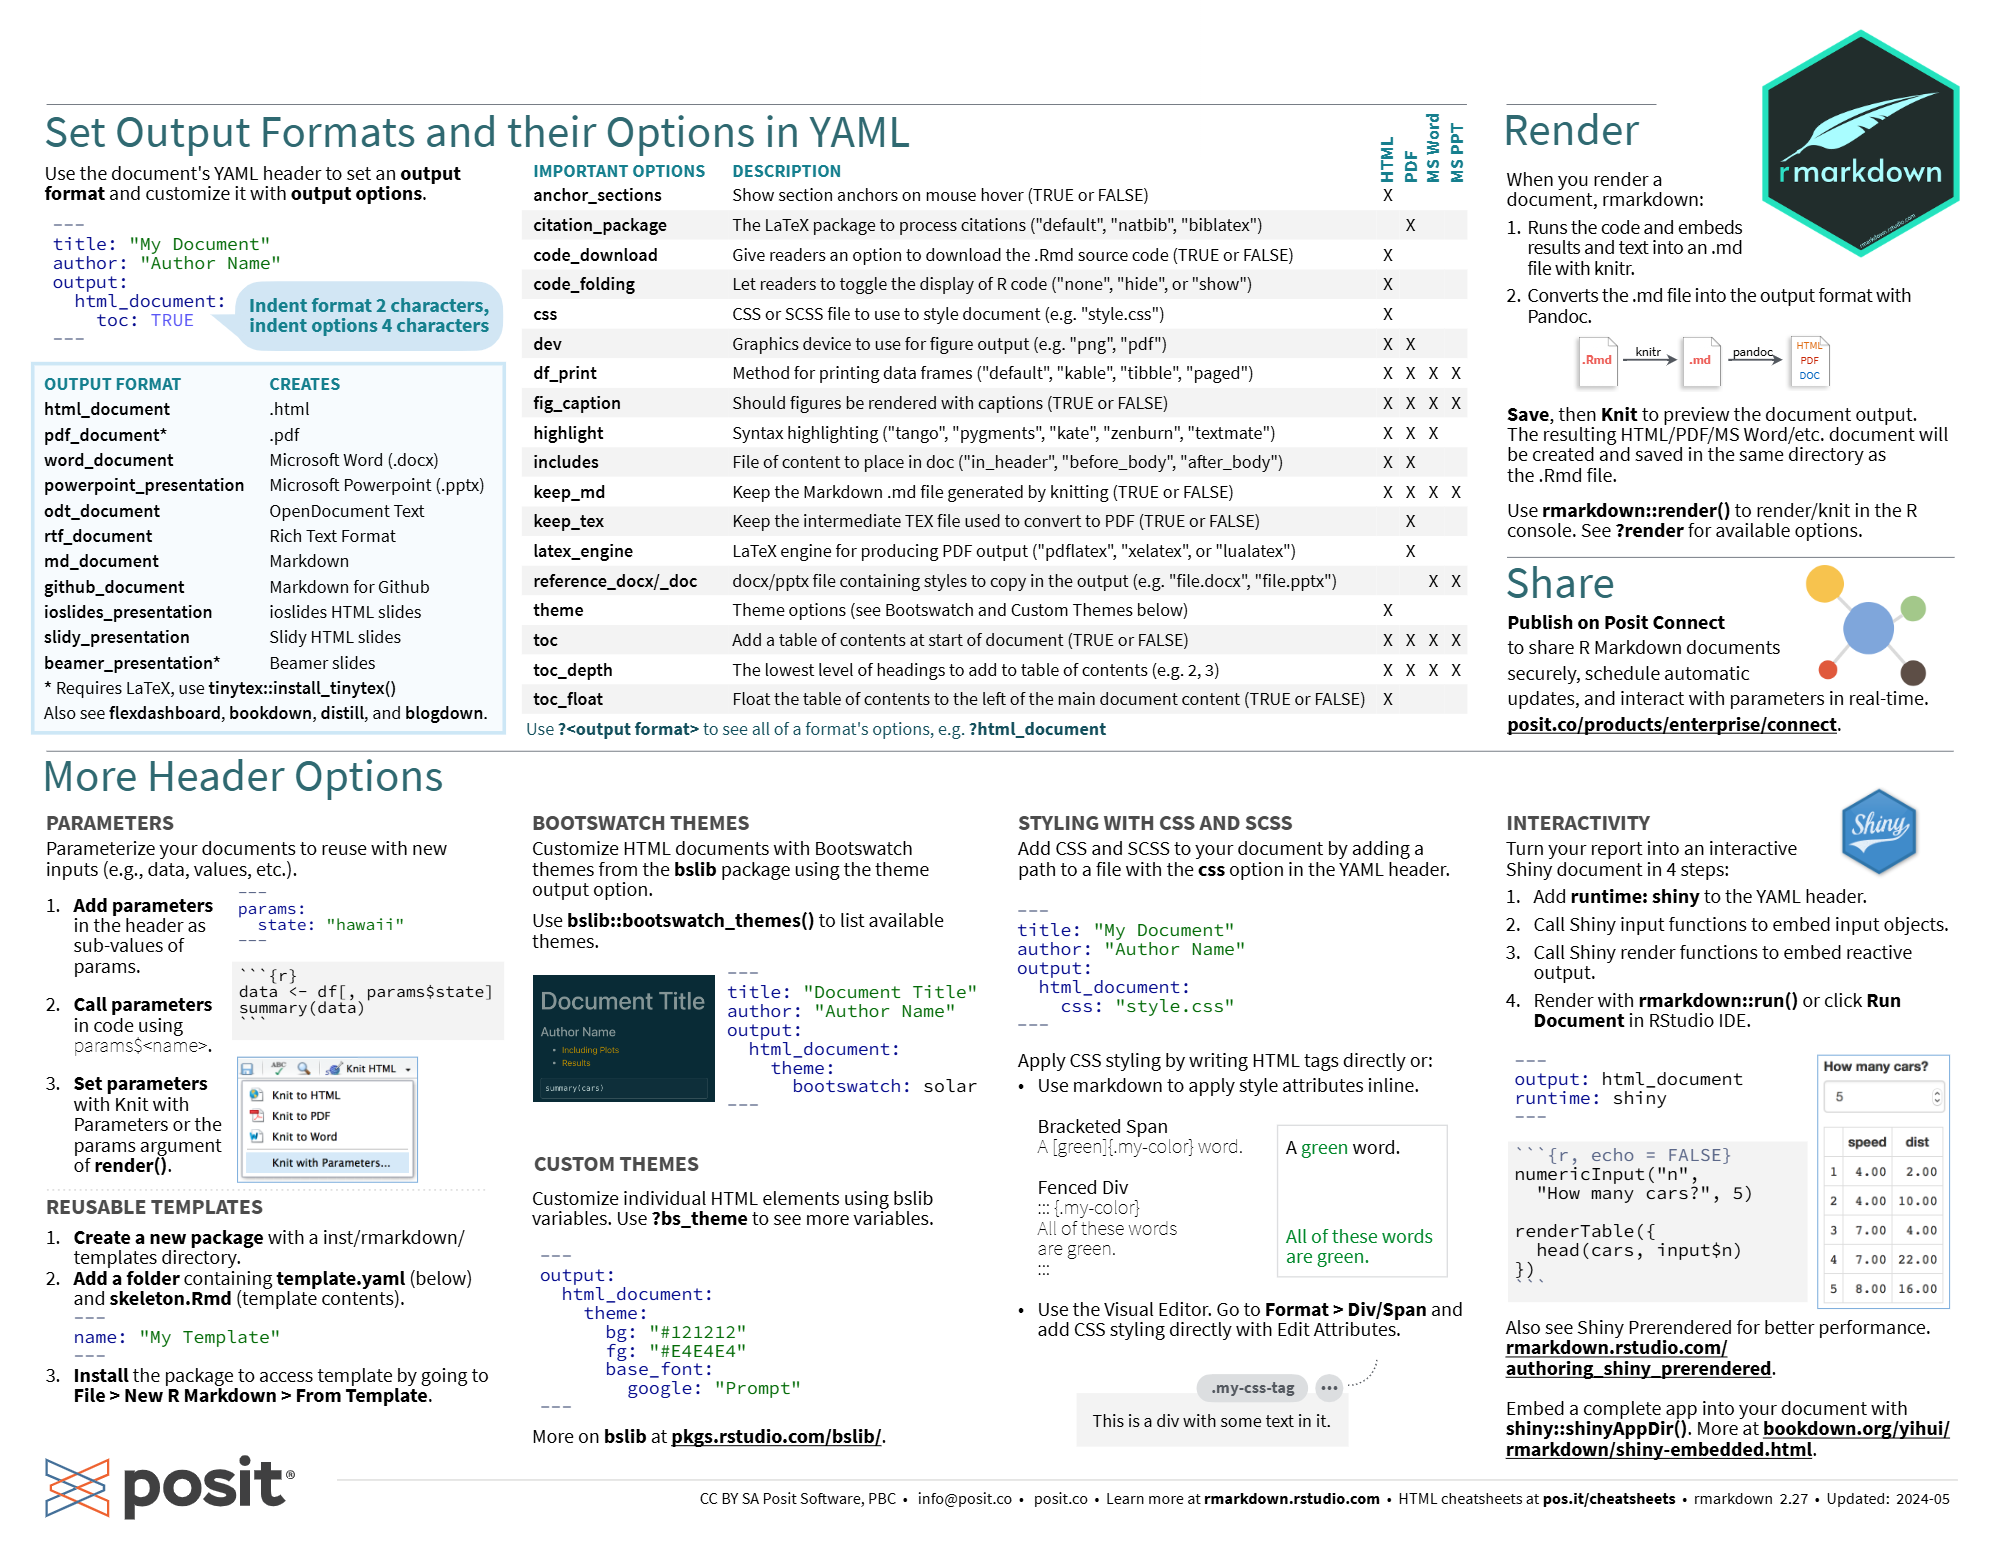 Set Output Formats and their Options in YAML
Use the document's YAML header to set an output
format and customize it with output options.
---
title: "My Document"
author: "Author Name"
output:
  html_document:
    toc: TRUE
---
Indent format 2 characters,
indent options 4 characters
OUTPUT FORMAT CREATES
html_document .html
pdf_document* .pdf
word_document Microsoft Word (.docx)
powerpoint_presentation Microsoft Powerpoint (.pptx)
odt_document OpenDocument Text
rtf_document Rich Text Format
md_document Markdown
github_document Markdown for Github
ioslides_presentation ioslides HTML slides
slidy_presentation Slidy HTML slides
beamer_presentation* Beamer slides
* Requires LaTeX, use tinytex::install_tinytex()
Also see flexdashboard, bookdown, distill, and blogdown.
IMPORTANT OPTIONS DESCRIPTION HTML PDF MS Word MS PPT
anchor_sections Show section anchors on mouse hover (TRUE or FALSE) X
citation_package The LaTeX package to process citations ("default", "natbib", "biblatex") X
code_download Give readers an option to download the .Rmd source code (TRUE or FALSE) X
code_folding Let readers to toggle the display of R code ("none", "hide", or "show") X
css CSS or SCSS file to use to style document (e.g. "style.css") X
dev Graphics device to use for figure output (e.g. "png", "pdf") X X
df_print Method for printing data frames ("default", "kable", "tibble", "paged") X X X X
fig_caption Should figures be rendered with captions (TRUE or FALSE) X X X X
highlight Syntax highlighting ("tango", "pygments", "kate", "zenburn", "textmate") X X X
includes File of content to place in doc ("in_header", "before_body", "after_body") X X
keep_md Keep the Markdown .md file generated by knitting (TRUE or FALSE) X X X X
keep_tex Keep the intermediate TEX file used to convert to PDF (TRUE or FALSE) X
latex_engine LaTeX engine for producing PDF output ("pdflatex", "xelatex", or "lualatex") X
reference_docx/_doc docx/pptx file containing styles to copy in the output (e.g. "file.docx", "file.pptx") X X
theme Theme options (see Bootswatch and Custom Themes below) X
toc Add a table of contents at start of document (TRUE or FALSE) X X X X
toc_depth The lowest level of headings to add to table of contents (e.g. 2, 3) X X X X
toc_float Float the table of contents to the left of the main document content (TRUE or FALSE) X
Use ?<output format> to see all of a format's options, e.g. ?html_document
Render
rmarkdown
rmarkdown.rstudio.com
When you render a
document, rmarkdown:
1. Runs the code and embeds
results and text into an .md
file with knitr.
2. Converts the .md file into the output format with
Pandoc.
.Rmd knitr .md pandoc HTML
PDF
DOC
Save, then Knit to preview the document output.
The resulting HTML/PDF/MS Word/etc. document will
be created and saved in the same directory as
the .Rmd file.
Use rmarkdown::render() to render/knit in the R
console. See ?render for available options.
Share
Publish on Posit Connect
to share R Markdown documents
securely, schedule automatic
updates, and interact with parameters in real-time.
posit.co/products/enterprise/connect.
More Header Options
PARAMETERS
Parameterize your documents to reuse with new
inputs (e.g., data, values, etc.).
1. Add parameters
in the header as
sub-values of
params.
---
params:
  state: "hawaii"
---
2. Call parameters
in code using
params$<name>.
```{r}
data <- df[, params$state]
summary(data)
```
3. Set parameters
with Knit with
Parameters or the
params argument
of render().
ABC Knit HTML
Knit to HTML
Knit to PDF
Knit to Word
Knit with Parameters...
REUSABLE TEMPLATES
1. Create a new package with a inst/rmarkdown/
templates directory.
2. Add a folder containing template.yaml (below)
and skeleton.Rmd (template contents).
---
name: "My Template"
---
3. Install the package to access template by going to
File > New R Markdown > From Template.
BOOTSWATCH THEMES
Customize HTML documents with Bootswatch
themes from the bslib package using the theme
output option.
Use bslib::bootswatch_themes() to list available
themes.
Document Title
Author Name
• Including Plots
• Results
summary(cars)
---
title: "Document Title"
author: "Author Name"
output:
  html_document:
    theme:
      bootswatch: solar
---
CUSTOM THEMES
Customize individual HTML elements using bslib
variables. Use ?bs_theme to see more variables.
---
output:
  html_document:
    theme:
      bg: "#121212"
      fg: "#E4E4E4"
      base_font:
        google: "Prompt"
---
More on bslib at pkgs.rstudio.com/bslib/.
STYLING WITH CSS AND SCSS
Add CSS and SCSS to your document by adding a
path to a file with the css option in the YAML header.
---
title: "My Document"
author: "Author Name"
output:
  html_document:
    css: "style.css"
---
Apply CSS styling by writing HTML tags directly or:
• Use markdown to apply style attributes inline.
Bracketed Span
A [green]{.my-color} word.
A green word.
Fenced Div
::: {.my-color}
All of these words
are green.
:::
All of these words
are green.
• Use the Visual Editor. Go to Format > Div/Span and
add CSS styling directly with Edit Attributes.
.my-css-tag •••
This is a div with some text in it.
INTERACTIVITY
Shiny
Turn your report into an interactive
Shiny document in 4 steps:
1. Add runtime: shiny to the YAML header.
2. Call Shiny input functions to embed input objects.
3. Call Shiny render functions to embed reactive
output.
4. Render with rmarkdown::run() or click Run
Document in RStudio IDE.
---
output: html_document
runtime: shiny
---
```{r, echo = FALSE}
numericInput("n",
  "How many cars?", 5)

renderTable({
  head(cars, input$n)
})
```
How many cars?
5
speed dist
1 4.00 2.00
2 4.00 10.00
3 7.00 4.00
4 7.00 22.00
5 8.00 16.00
Also see Shiny Prerendered for better performance.
rmarkdown.rstudio.com/
authoring_shiny_prerendered.
Embed a complete app into your document with
shiny::shinyAppDir(). More at bookdown.org/yihui/
rmarkdown/shiny-embedded.html.
posit®
CC BY SA Posit Software, PBC • info@posit.co • posit.co • Learn more at rmarkdown.rstudio.com • HTML cheatsheets at pos.it/cheatsheets • rmarkdown 2.27 • Updated: 2024-05